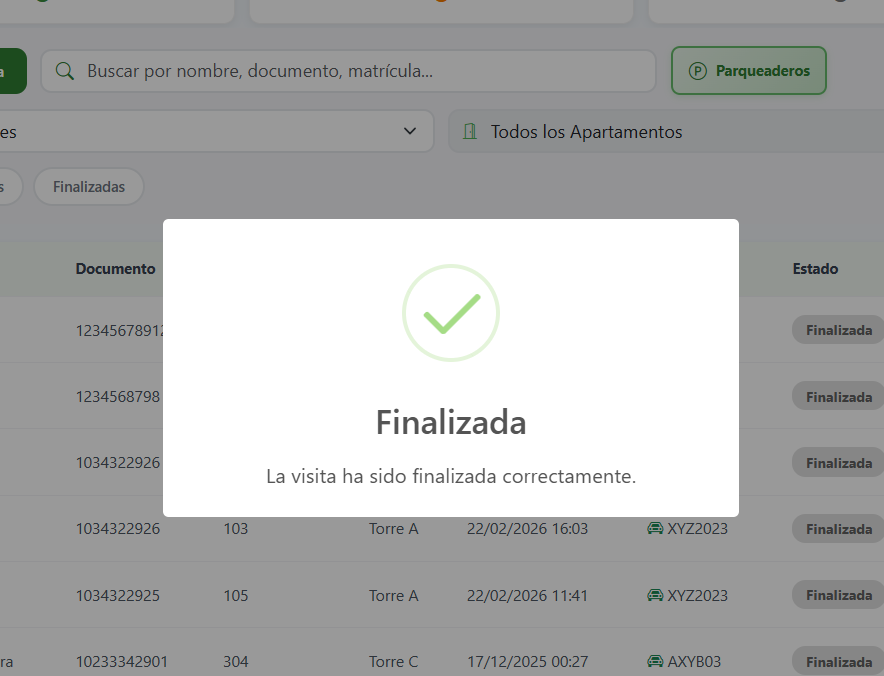 Buscar por nombre, documento, matrícula...
Parqueaderos
es
Todos los Apartamentos
s
Finalizadas
Documento
Estado
1234567891
Finalizada
1234568798
Finalizada
1034322926
Finalizada
Finalizada
La visita ha sido finalizada correctamente.
1034322926 103 Torre A 22/02/2026 16:03 XYZ2023 Finalizada
1034322925 105 Torre A 22/02/2026 11:41 XYZ2023 Finalizada
ra 10233342901 304 Torre C 17/12/2025 00:27 AXYB03 Finalizada